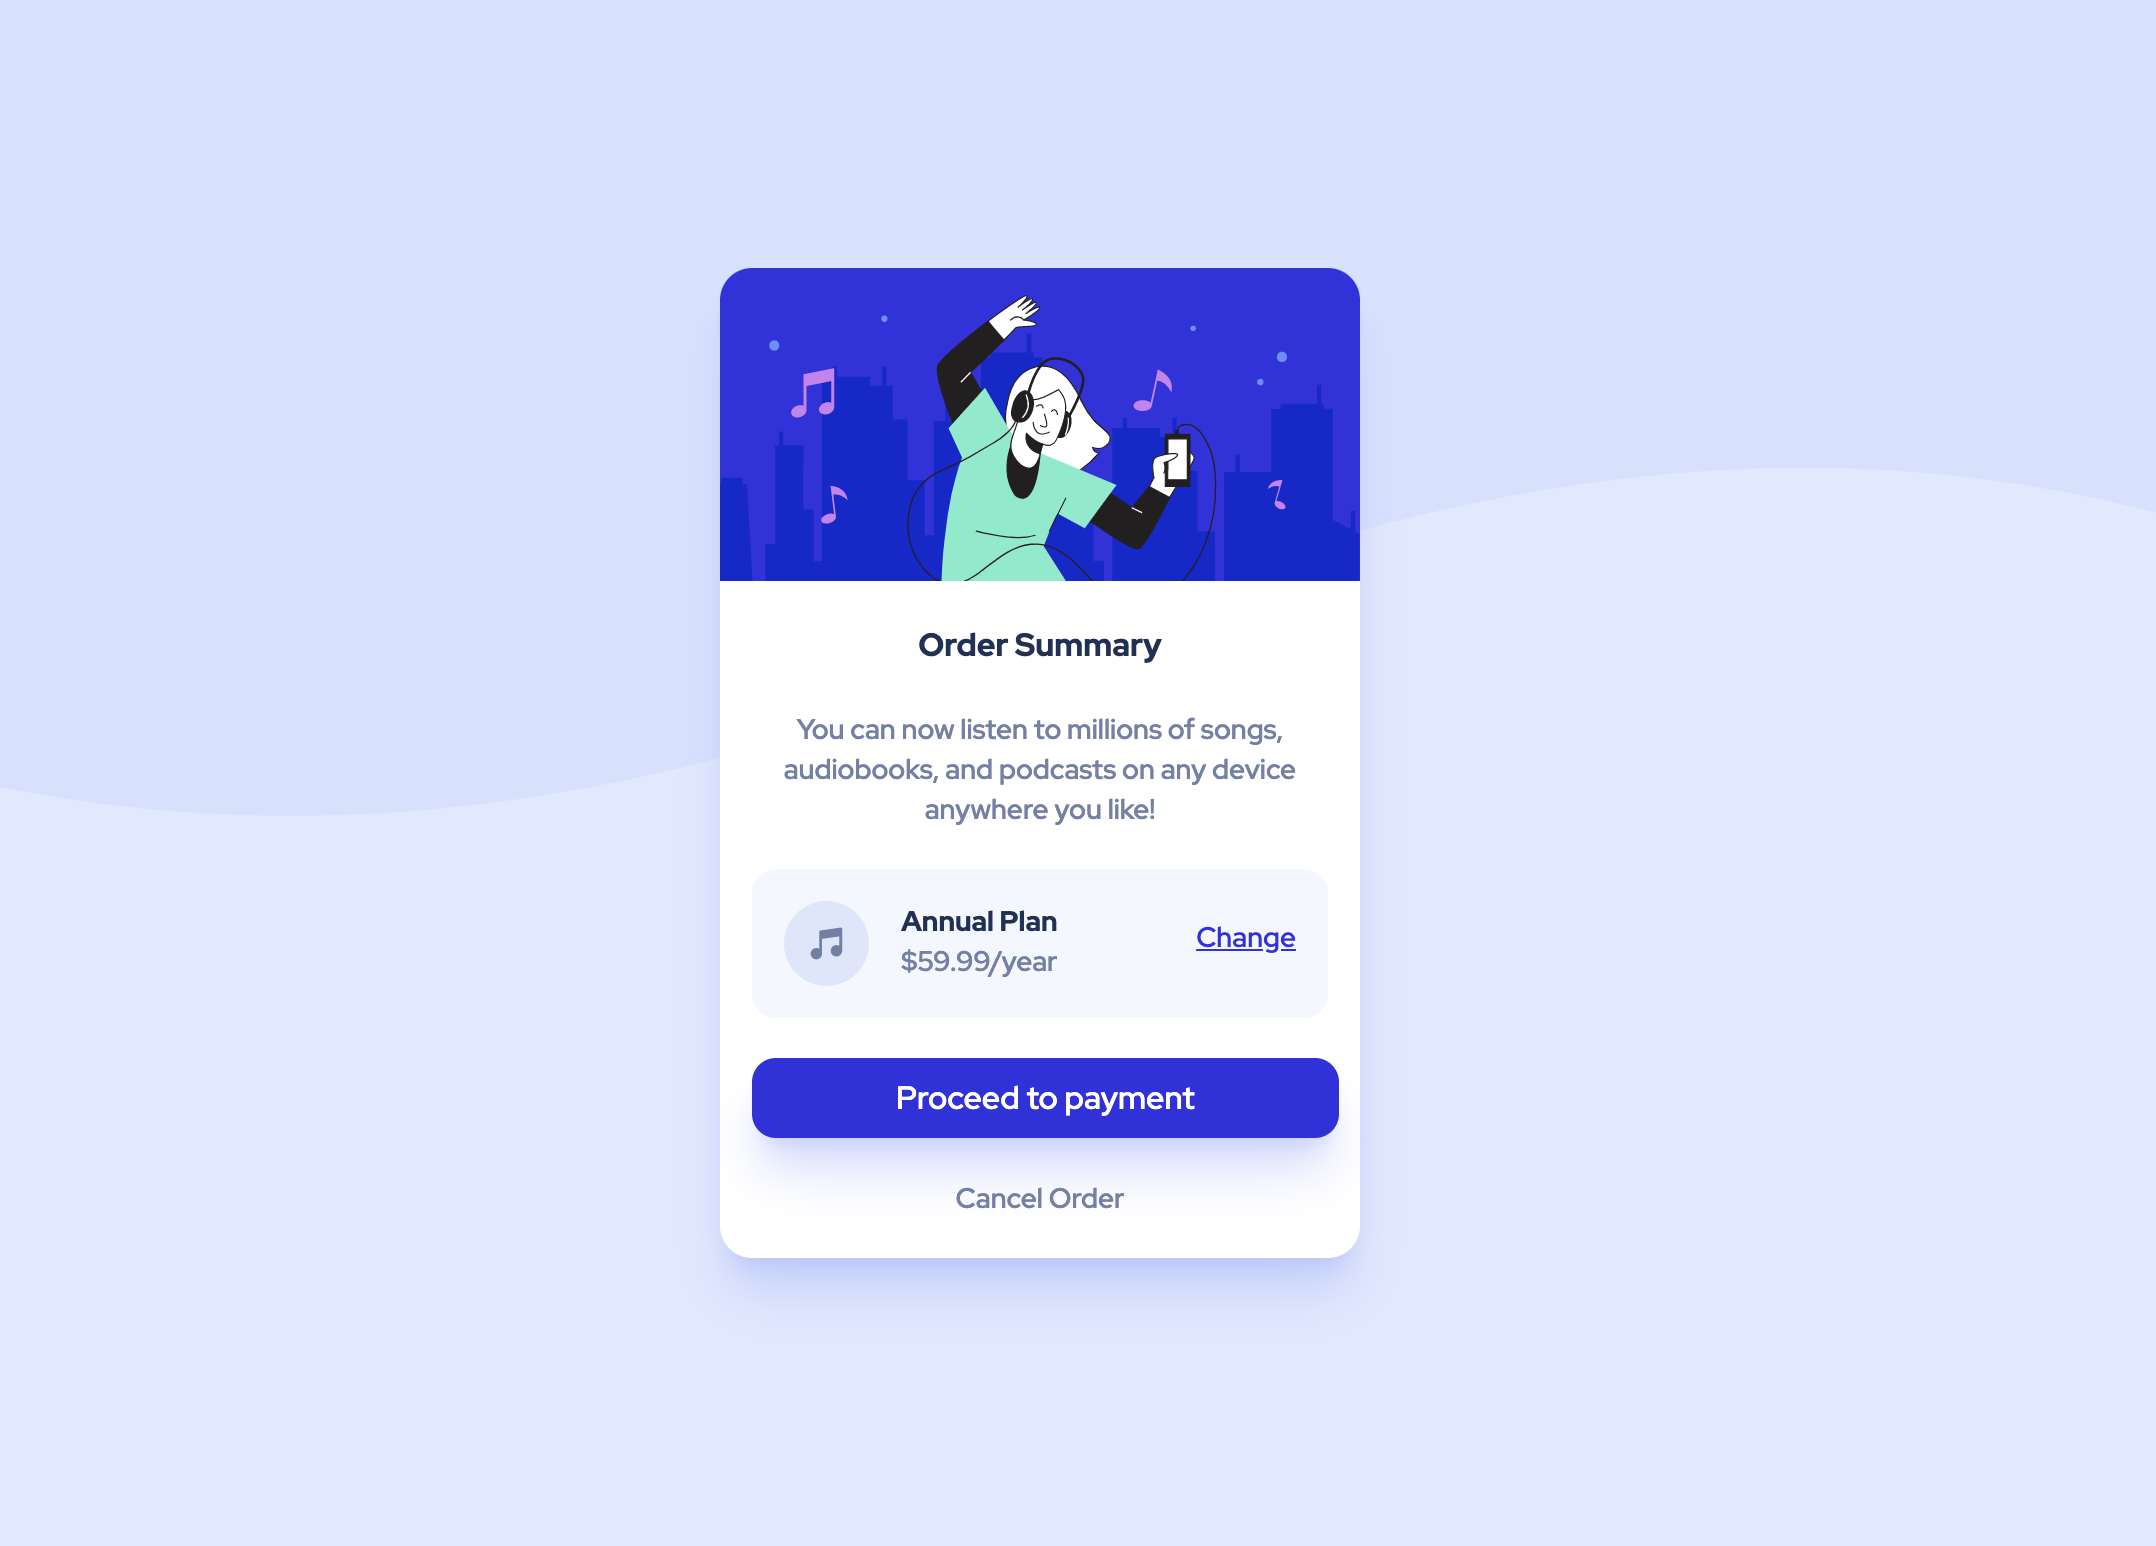 Order Summary
You can now listen to millions of songs,
audiobooks, and podcasts on any device
anywhere you like!
Annual Plan
$59.99/year
Change
Proceed to payment
Cancel Order